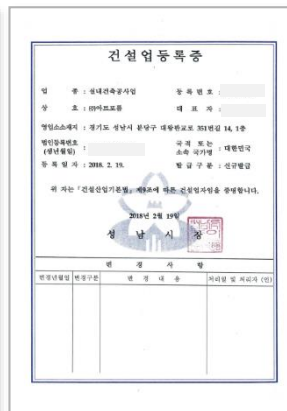 건설업등록증
업 종 : 실내건축공사업 등 록 번 호 :
상 호 : ㈜아트로룸 대 표 자 :
영업소소재지 : 경기도 성남시 분당구 대왕판교로 351번길 14, 1층
법인등록번호 (생년월일) : 국적 또는 소속 국가명 : 대한민국
등 록 일 자 : 2018. 2. 19. 발 급 구 분 : 신규발급
위 자는 「건설산업기본법」 제9조에 따른 건설업자임을 증명합니다.
2018년 2월 19일
성 남 시 장
변 경 사 항
변경년월일 변경구분 변 경 내 용 처리일 및 처리자 (인)